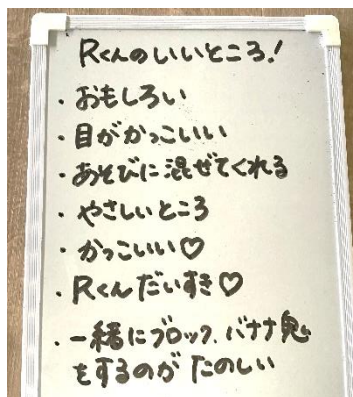 Rくんのいいところ!
・おもしろい
・目がかっこいい
・あそびに混ぜてくれる
・やさしいところ
・かっこいい♡
・Rくんだいすき♡
・一緒にブロック、バナナ鬼
をするのが たのしい